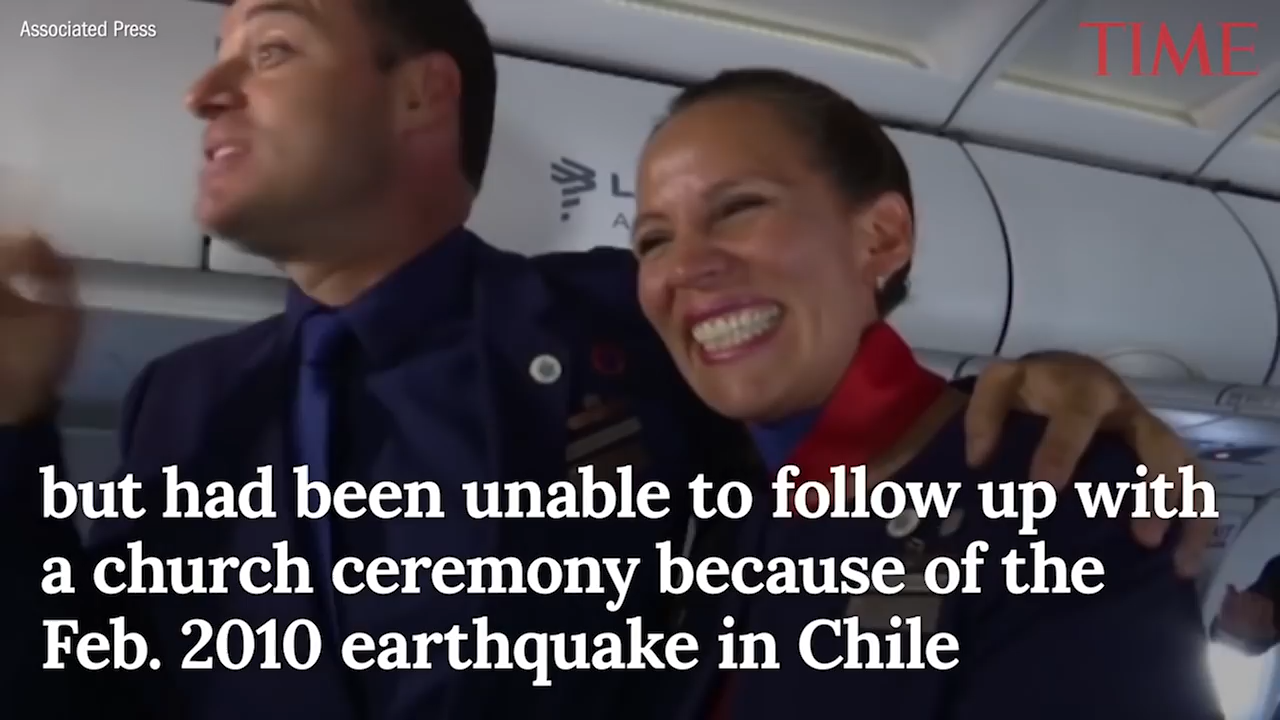 Associated Press
TIME
but had been unable to follow up with
a church ceremony because of the
Feb. 2010 earthquake in Chile